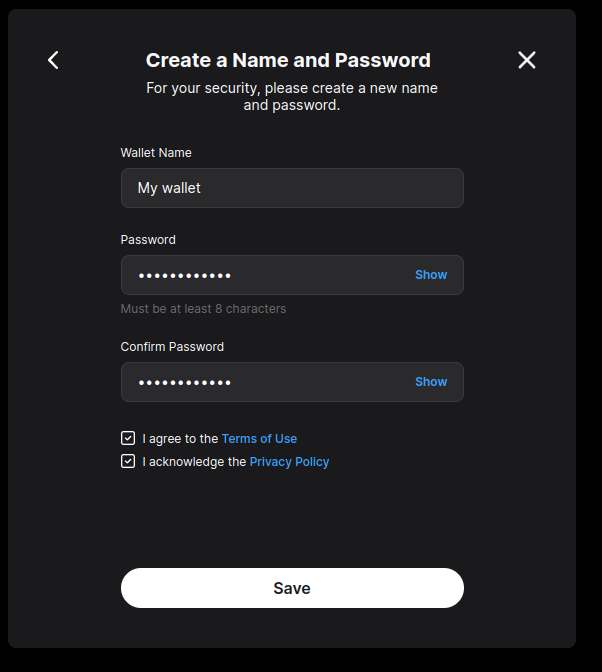 Create a Name and Password
For your security, please create a new name
and password.
Wallet Name
My wallet
Password
•••••••••••• Show
Must be at least 8 characters
Confirm Password
•••••••••••• Show
I agree to the Terms of Use
I acknowledge the Privacy Policy
Save